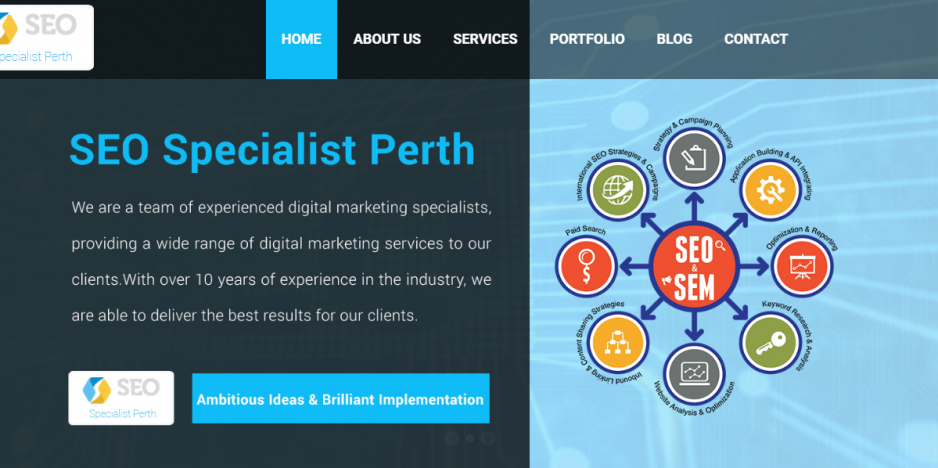 SEO
pecialist Perth
HOME
ABOUT US
SERVICES
PORTFOLIO
BLOG
CONTACT
SEO Specialist Perth
We are a team of experienced digital marketing specialists,
providing a wide range of digital marketing services to our
clients.With over 10 years of experience in the industry, we
are able to deliver the best results for our clients.
SEO
Specialist Perth
Ambitious Ideas & Brilliant Implementation
Strategy & Campaign Planning
Application Building & API Integrating
Optimization & Reporting
Keyword Research & Analysis
Website Analysis & Optimization
Inbound Linking & Content Sharing Strategies
Paid Search
International SEO Strategies & Campaigns
SEO
&
SEM